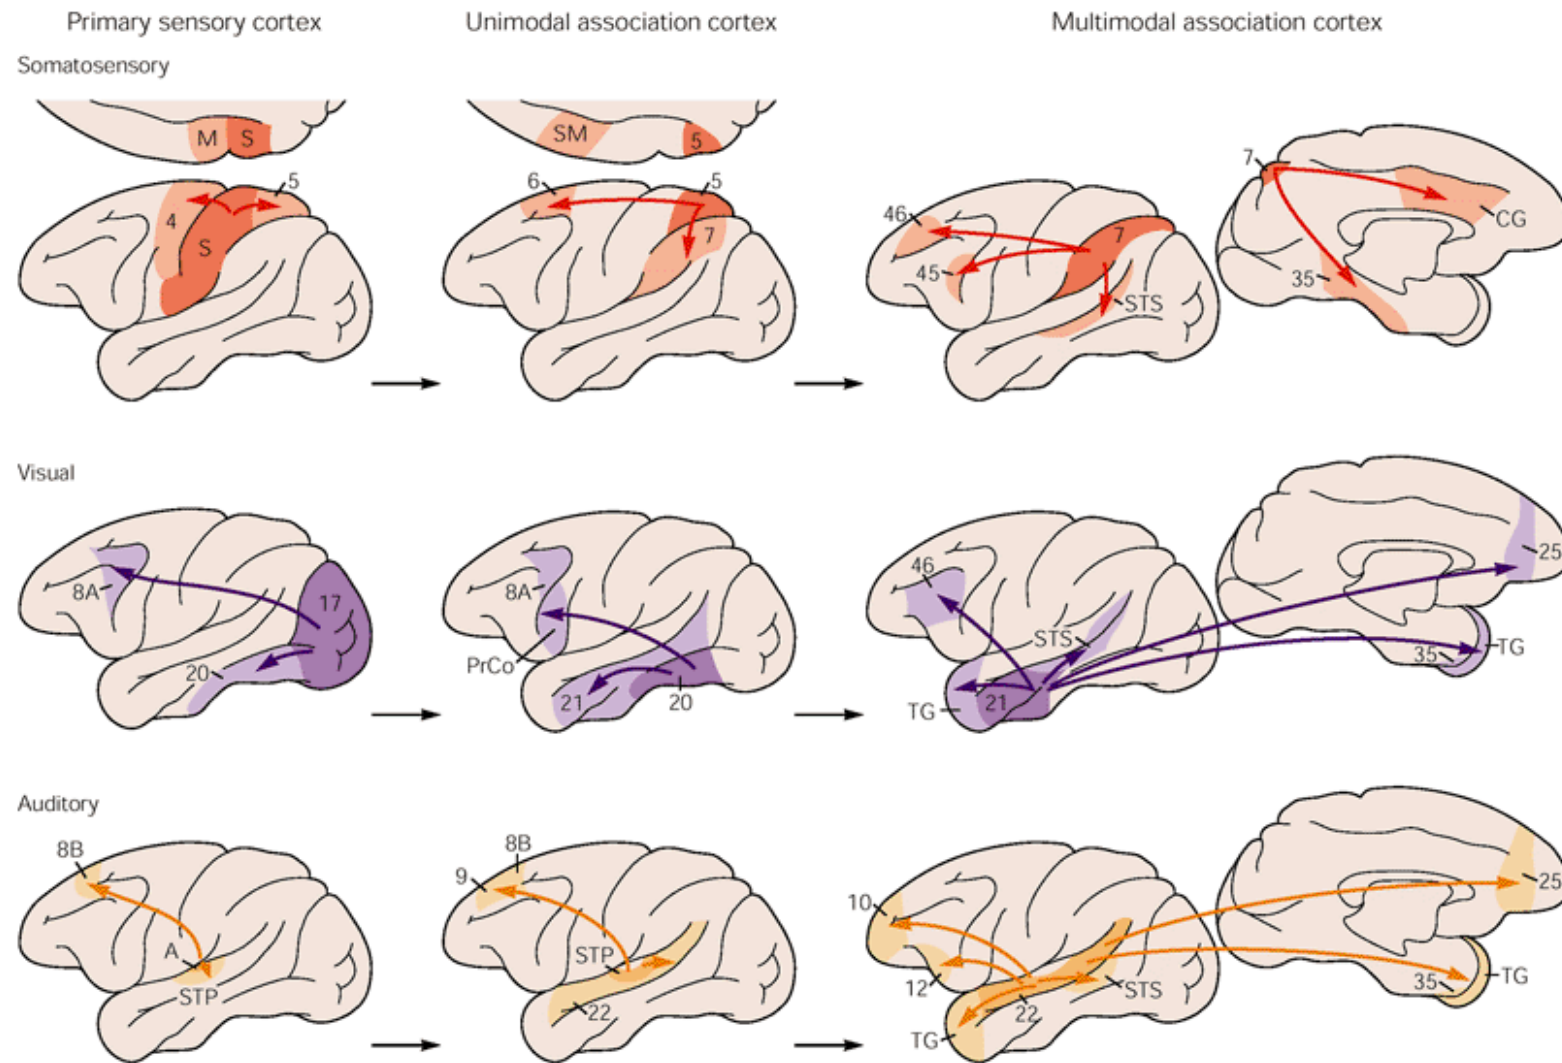 Primary sensory cortex
Unimodal association cortex
Multimodal association cortex
Somatosensory
M
S
5
4
S
SM
5
6
5
7
46
45
7
STS
7
CG
35
Visual
8A
17
20
8A
PrCo
21
20
46
STS
TG
21
25
35
TG
Auditory
8B
A
STP
8B
9
STP
22
10
12
22
STS
TG
25
35
TG